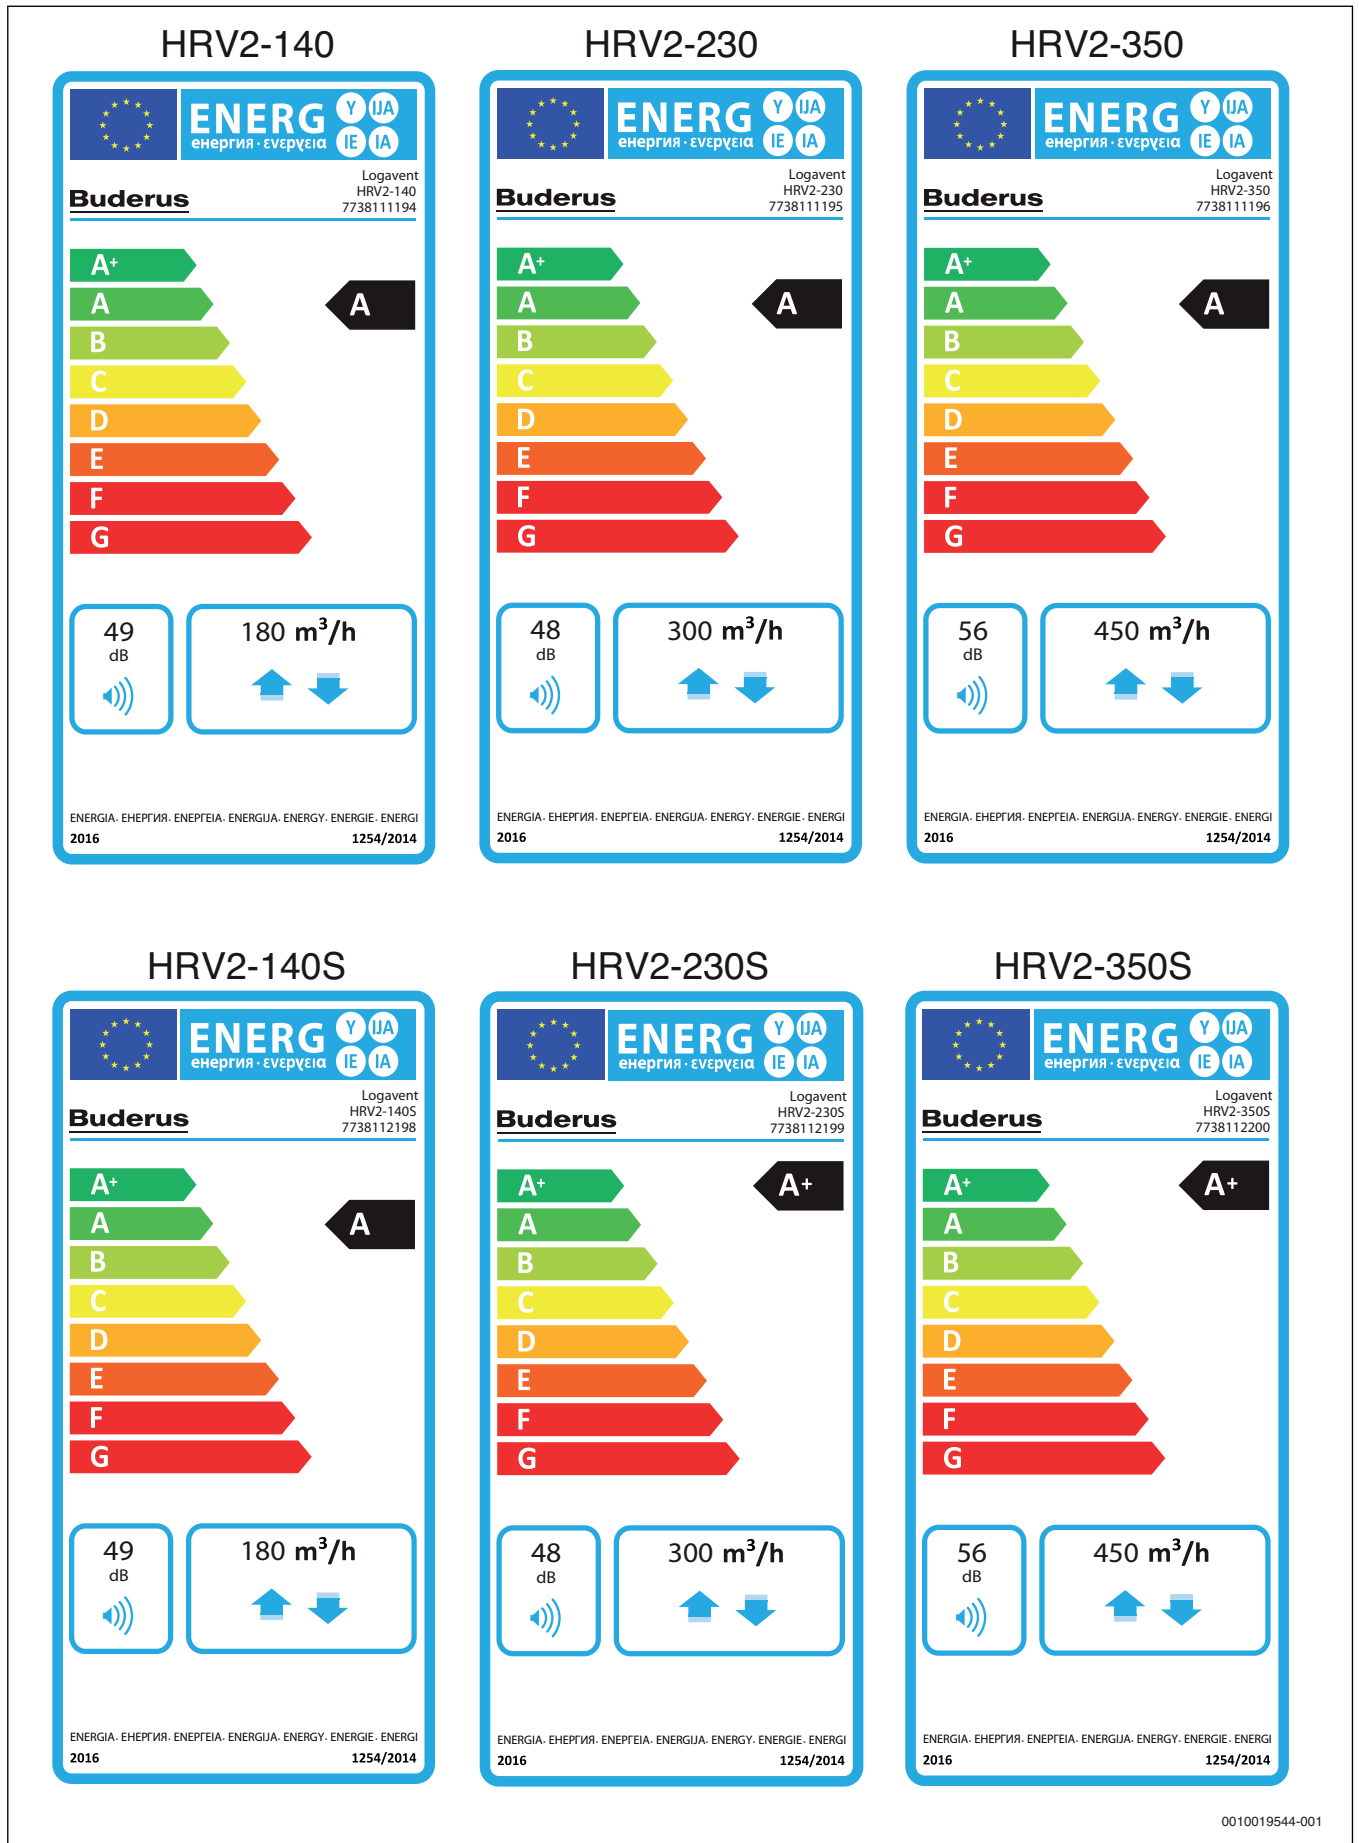 HRV2-140
ENERG
енергия · ενεργεια
Y IJA
IE IA
Buderus
Logavent
HRV2-140
7738111194
A+
A
B
C
D
E
F
G
A
49
dB
180 m³/h
ENERGIA · ЕНЕРГИЯ · ΕΝΕΡΓΕΙΑ · ENERGIJA · ENERGY · ENERGIE · ENERGI
2016
1254/2014
HRV2-230
ENERG
енергия · ενεργεια
Y IJA
IE IA
Buderus
Logavent
HRV2-230
7738111195
A+
A
B
C
D
E
F
G
A
48
dB
300 m³/h
ENERGIA · ЕНЕРГИЯ · ΕΝΕΡΓΕΙΑ · ENERGIJA · ENERGY · ENERGIE · ENERGI
2016
1254/2014
HRV2-350
ENERG
енергия · ενεργεια
Y IJA
IE IA
Buderus
Logavent
HRV2-350
7738111196
A+
A
B
C
D
E
F
G
A
56
dB
450 m³/h
ENERGIA · ЕНЕРГИЯ · ΕΝΕΡΓΕΙΑ · ENERGIJA · ENERGY · ENERGIE · ENERGI
2016
1254/2014
HRV2-140S
ENERG
енергия · ενεργεια
Y IJA
IE IA
Buderus
Logavent
HRV2-140S
7738112198
A+
A
B
C
D
E
F
G
A
49
dB
180 m³/h
ENERGIA · ЕНЕРГИЯ · ΕΝΕΡΓΕΙΑ · ENERGIJA · ENERGY · ENERGIE · ENERGI
2016
1254/2014
HRV2-230S
ENERG
енергия · ενεργεια
Y IJA
IE IA
Buderus
Logavent
HRV2-230S
7738112199
A+
A
B
C
D
E
F
G
A+
48
dB
300 m³/h
ENERGIA · ЕНЕРГИЯ · ΕΝΕΡΓΕΙΑ · ENERGIJA · ENERGY · ENERGIE · ENERGI
2016
1254/2014
HRV2-350S
ENERG
енергия · ενεργεια
Y IJA
IE IA
Buderus
Logavent
HRV2-350S
7738112200
A+
A
B
C
D
E
F
G
A+
56
dB
450 m³/h
ENERGIA · ЕНЕРГИЯ · ΕΝΕΡΓΕΙΑ · ENERGIJA · ENERGY · ENERGIE · ENERGI
2016
1254/2014
0010019544-001